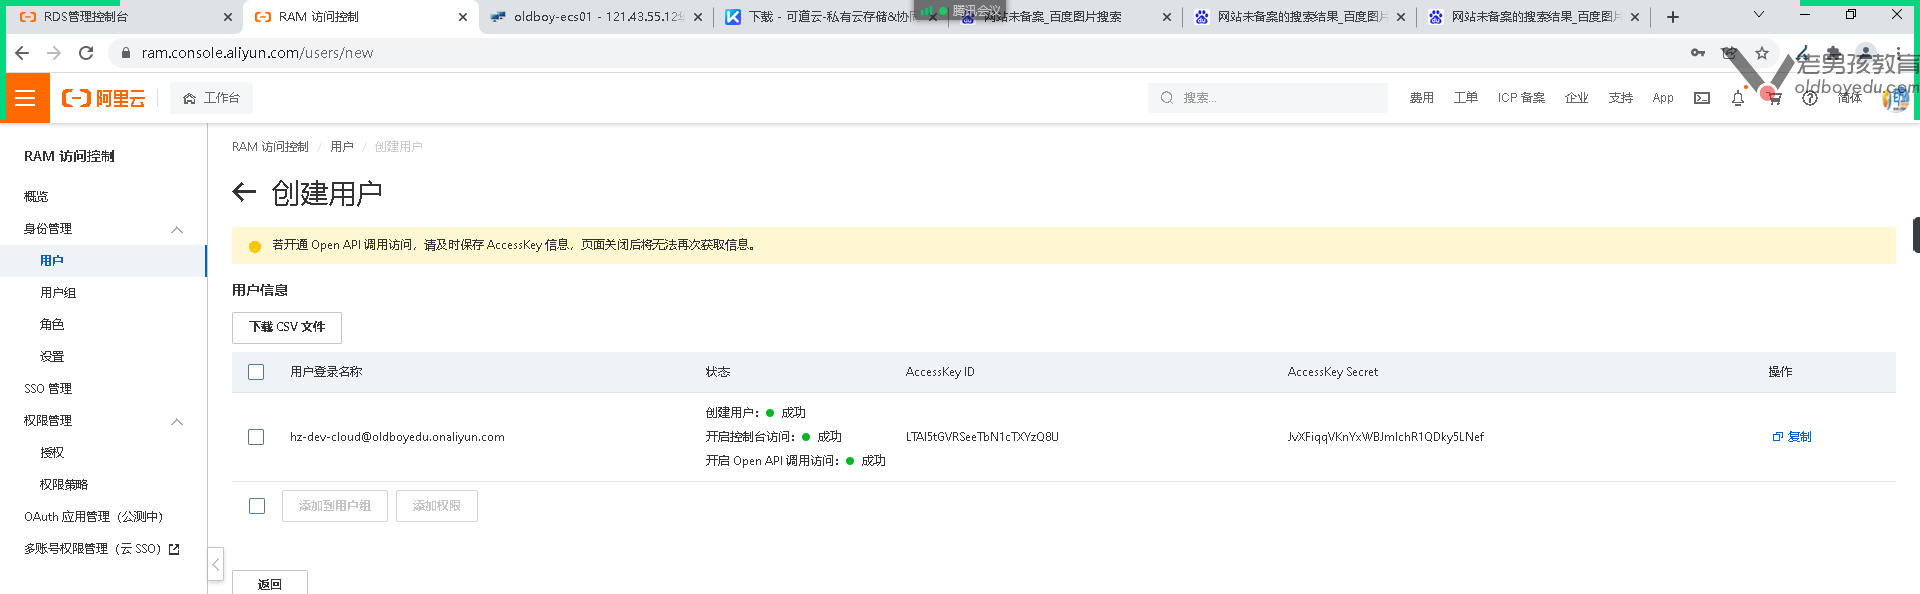 RDS管理控制台
RAM 访问控制
oldboy-ecs01 - 121.43.55.12
下载 - 可道云-私有云存储&协
腾讯会议
网站未备案_百度图片搜索
网站未备案的搜索结果_百度图片
网站未备案的搜索结果_百度图片
ram.console.aliyun.com/users/new
老男孩教育
oldboyedu.com
阿里云
工作台
搜索...
费用
工单
ICP 备案
企业
支持
App
简体
RAM 访问控制
概览
身份管理
用户
用户组
角色
设置
SSO 管理
权限管理
授权
权限策略
OAuth 应用管理（公测中）
多账号权限管理（云 SSO）
RAM 访问控制 / 用户 / 创建用户
创建用户
若开通 Open API 调用访问，请及时保存 AccessKey 信息，页面关闭后将无法再次获取信息。
用户信息
下载 CSV 文件
用户登录名称 状态 AccessKey ID AccessKey Secret 操作
创建用户： 成功
hz-dev-cloud@oldboyedu.onaliyun.com 开启控制台访问： 成功 LTAI5tGVRSeeTbN1cTXYzQ8U JvXFiqqVKnYxWBJmIchR1QDky5LNef 复制
开启 Open API 调用访问： 成功
添加到用户组 添加权限
返回